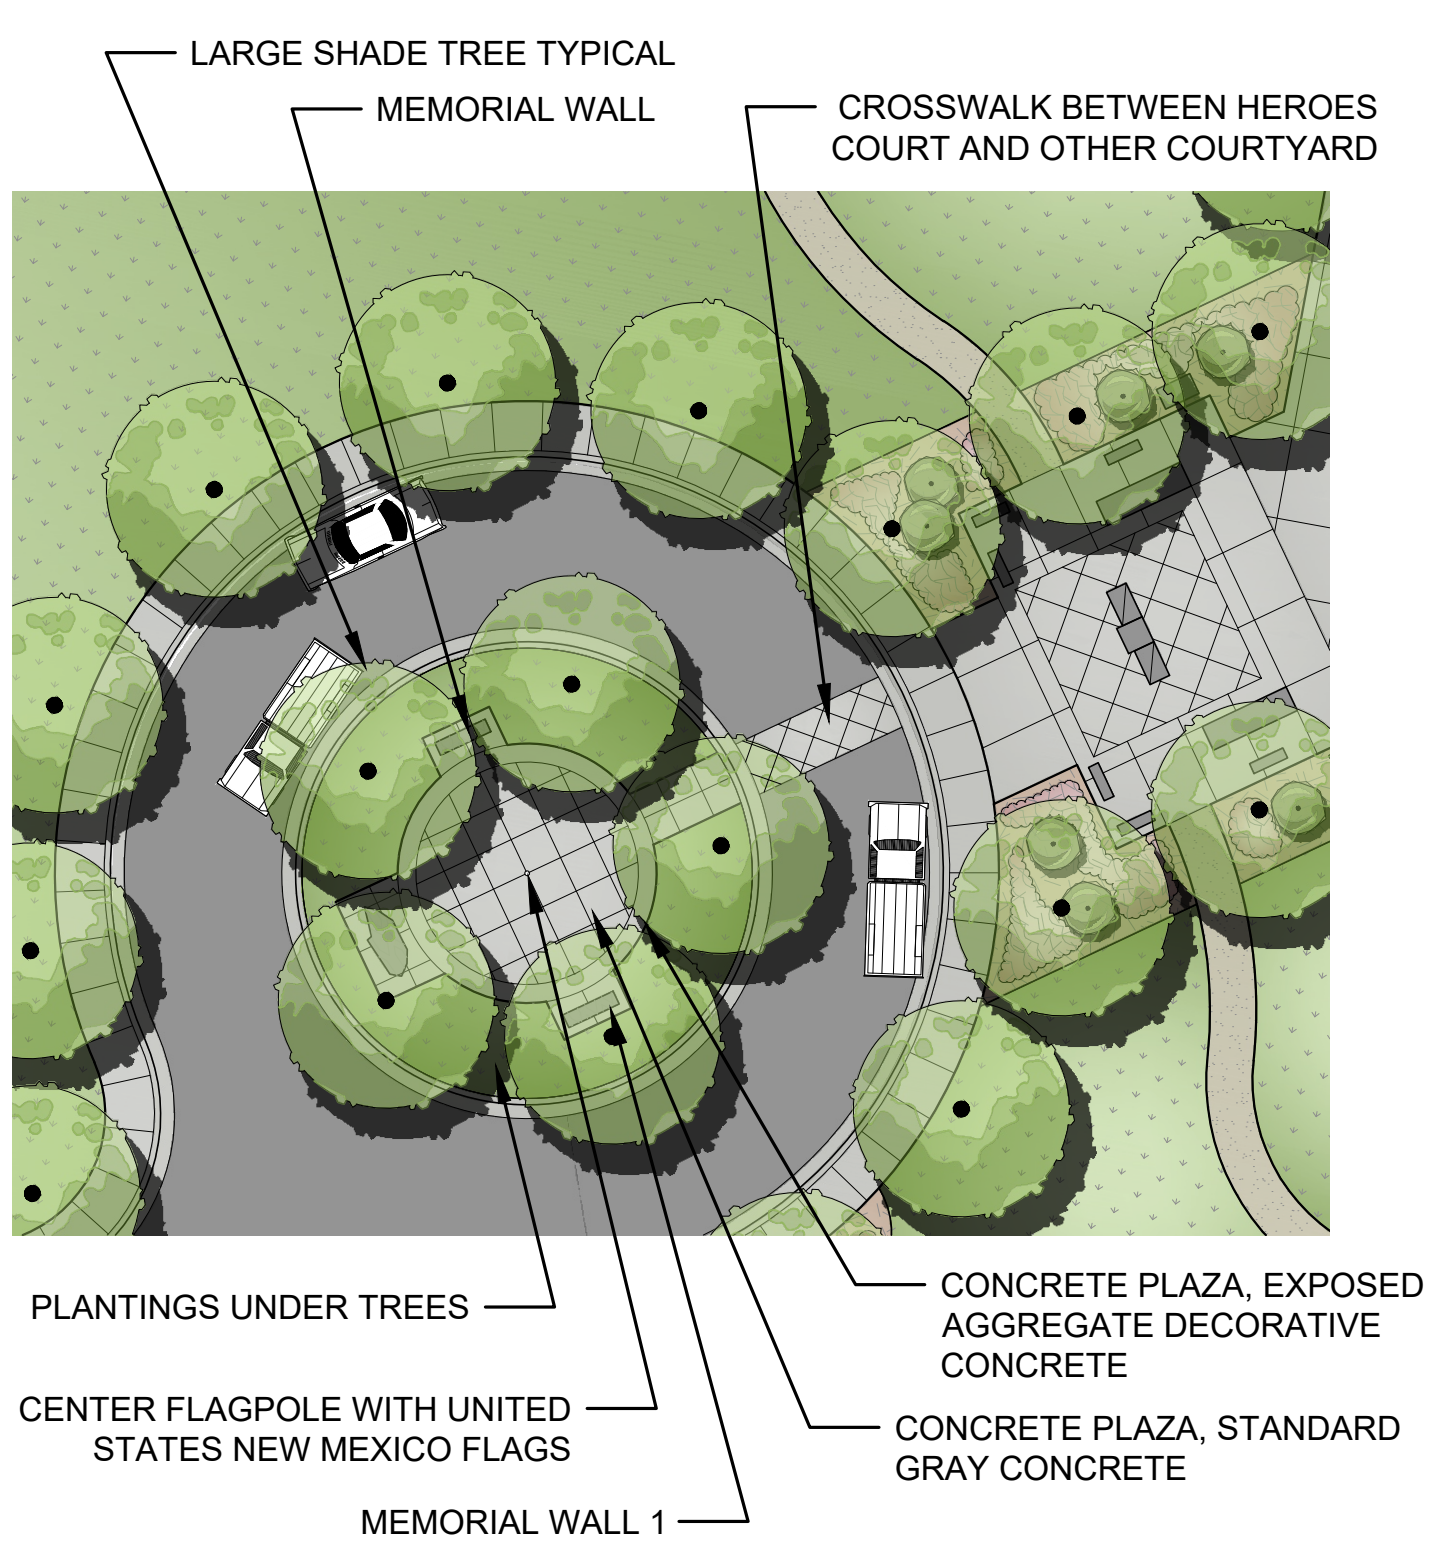 LARGE SHADE TREE TYPICAL
MEMORIAL WALL
CROSSWALK BETWEEN HEROES
COURT AND OTHER COURTYARD
PLANTINGS UNDER TREES
CENTER FLAGPOLE WITH UNITED
STATES NEW MEXICO FLAGS
MEMORIAL WALL 1
CONCRETE PLAZA, EXPOSED
AGGREGATE DECORATIVE
CONCRETE
CONCRETE PLAZA, STANDARD
GRAY CONCRETE